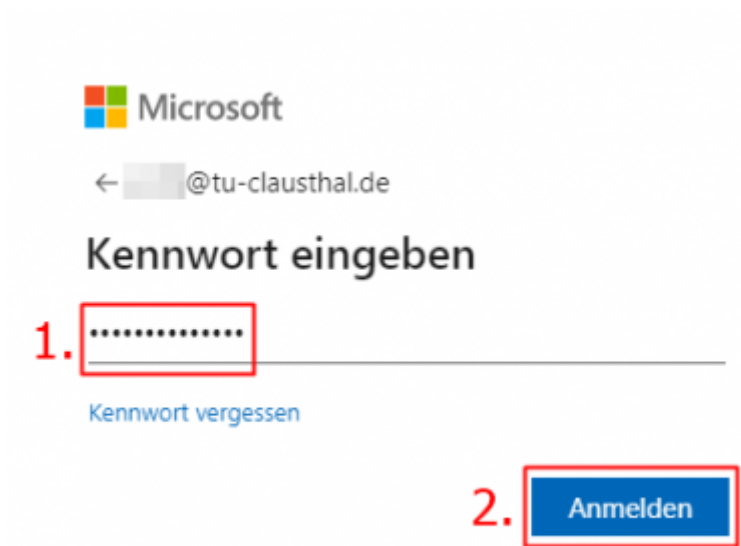 Microsoft
← @tu-clausthal.de
Kennwort eingeben
1. ••••••••••••••
Kennwort vergessen
2. Anmelden